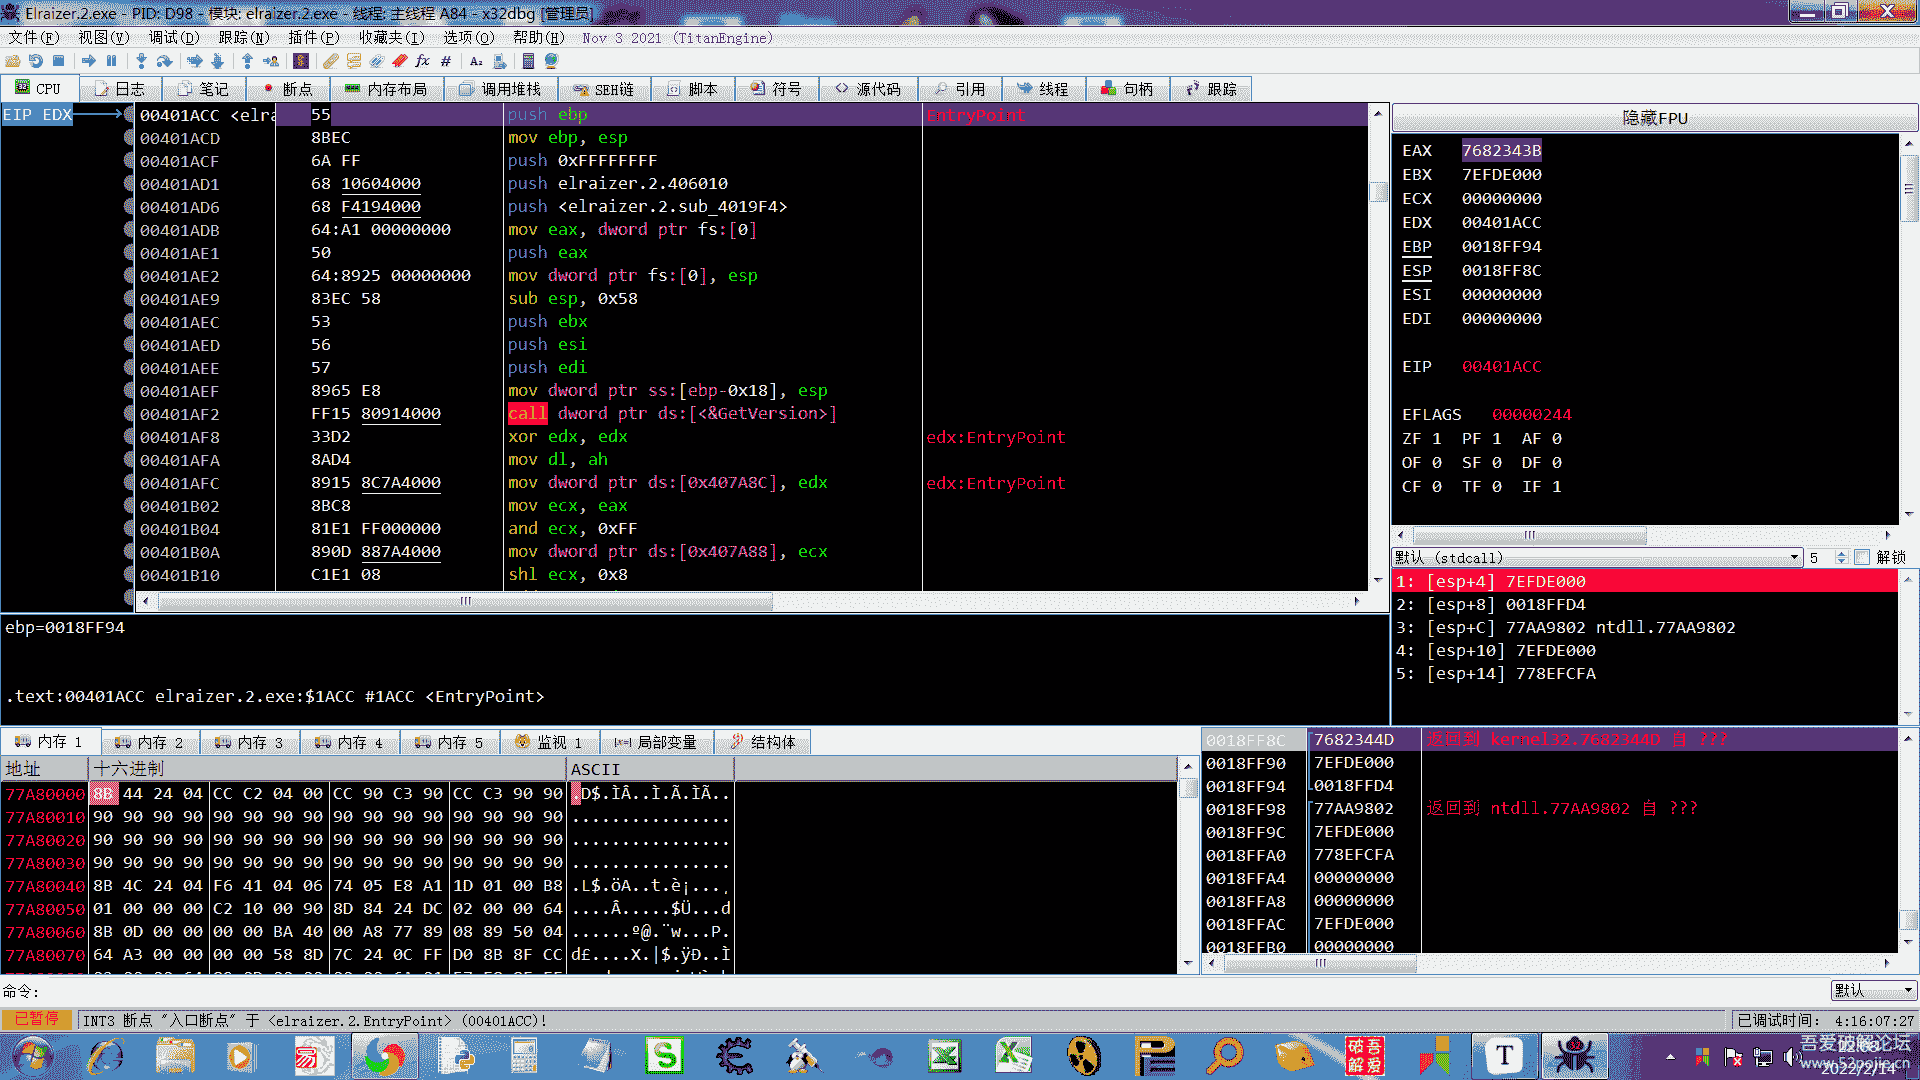 Elraizer.2.exe - PID: D98 - 模块: elraizer.2.exe - 线程: 主线程 A84 - x32dbg [管理员]
文件(F) 视图(V) 调试(D) 跟踪(N) 插件(P) 收藏夹(I) 选项(O) 帮助(H) Nov 3 2021 (TitanEngine)
CPU 日志 笔记 断点 内存布局 调用堆栈 SEH链 脚本 符号 源代码 引用 线程 句柄 跟踪
EIP EDX 00401ACC <elra 55 push ebp EntryPoint
00401ACD 8BEC mov ebp, esp
00401ACF 6A FF push 0xFFFFFFFF
00401AD1 68 10604000 push elraizer.2.406010
00401AD6 68 F4194000 push <elraizer.2.sub_4019F4>
00401ADB 64:A1 00000000 mov eax, dword ptr fs:[0]
00401AE1 50 push eax
00401AE2 64:8925 00000000 mov dword ptr fs:[0], esp
00401AE9 83EC 58 sub esp, 0x58
00401AEC 53 push ebx
00401AED 56 push esi
00401AEE 57 push edi
00401AEF 8965 E8 mov dword ptr ss:[ebp-0x18], esp
00401AF2 FF15 80914000 call dword ptr ds:[<&GetVersion>]
00401AF8 33D2 xor edx, edx edx:EntryPoint
00401AFA 8AD4 mov dl, ah
00401AFC 8915 8C7A4000 mov dword ptr ds:[0x407A8C], edx edx:EntryPoint
00401B02 8BC8 mov ecx, eax
00401B04 81E1 FF000000 and ecx, 0xFF
00401B0A 890D 887A4000 mov dword ptr ds:[0x407A88], ecx
00401B10 C1E1 08 shl ecx, 0x8
隐藏FPU
EAX 7682343B
EBX 7EFDE000
ECX 00000000
EDX 00401ACC
EBP 0018FF94
ESP 0018FF8C
ESI 00000000
EDI 00000000
EIP 00401ACC
EFLAGS 00000244
ZF 1 PF 1 AF 0
OF 0 SF 0 DF 0
CF 0 TF 0 IF 1
默认 (stdcall) 5 解锁
1: [esp+4] 7EFDE000
2: [esp+8] 0018FFD4
3: [esp+C] 77AA9802 ntdll.77AA9802
4: [esp+10] 7EFDE000
5: [esp+14] 778EFCFA
ebp=0018FF94
.text:00401ACC elraizer.2.exe:$1ACC #1ACC <EntryPoint>
内存 1 内存 2 内存 3 内存 4 内存 5 监视 1 局部变量 结构体
地址 十六进制 ASCII
77A80000 8B 44 24 04 CC C2 04 00 CC 90 C3 90 CC C3 90 90 .D$.ÌÂ..Ì.Ã.ÌÃ..
77A80010 90 90 90 90 90 90 90 90 90 90 90 90 90 90 90 90 ................
77A80020 90 90 90 90 90 90 90 90 90 90 90 90 90 90 90 90 ................
77A80030 90 90 90 90 90 90 90 90 90 90 90 90 90 90 90 90 ................
77A80040 8B 4C 24 04 F6 41 04 06 74 05 E8 A1 1D 01 00 B8 .L$.öA..t.è¡...¸
77A80050 01 00 00 00 C2 10 00 90 8D 84 24 DC 02 00 00 64 ....Â.....$Ü...d
77A80060 8B 0D 00 00 00 00 BA 40 00 A8 77 89 08 89 50 04 ......º@.¨w...P.
77A80070 64 A3 00 00 00 00 58 8D 7C 24 0C FF D0 8B 8F CC d£....X.|$.ÿÐ..Ì
0018FF8C 7682344D 返回到 kernel32.7682344D 自 ???
0018FF90 7EFDE000
0018FF94 0018FFD4
0018FF98 77AA9802 返回到 ntdll.77AA9802 自 ???
0018FF9C 7EFDE000
0018FFA0 778EFCFA
0018FFA4 00000000
0018FFA8 00000000
0018FFAC 7EFDE000
0018FFB0 00000000
命令: 默认
已暂停 INT3 断点 "入口断点" 于 <elraizer.2.EntryPoint> (00401ACC)! 已调试时间: 4:16:07:27
吾爱破解论坛
www.52pojie.cn
2022/2/14